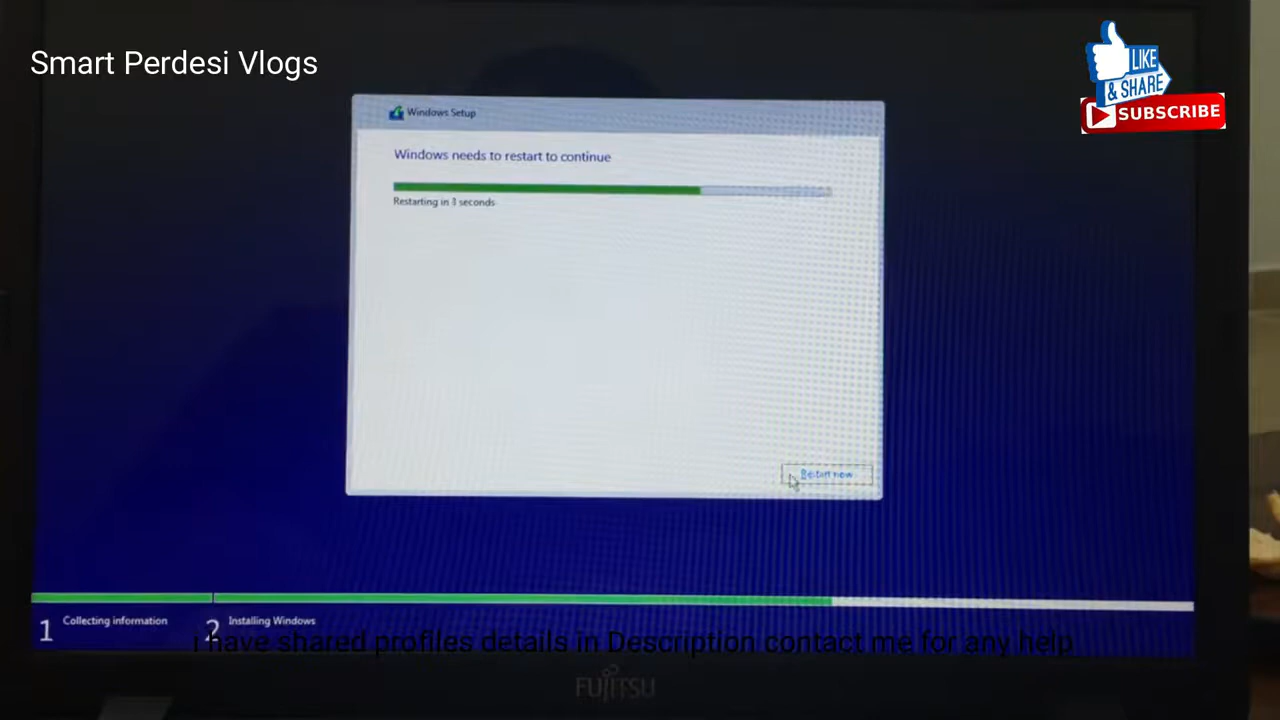 Smart Perdesi Vlogs
LIKE
& SHARE
SUBSCRIBE
Windows Setup
Windows needs to restart to continue
Restarting in 3 seconds
Restart now
1 Collecting information
2 Installing Windows
i have shared profiles details in Description contact me for any help
FUJITSU